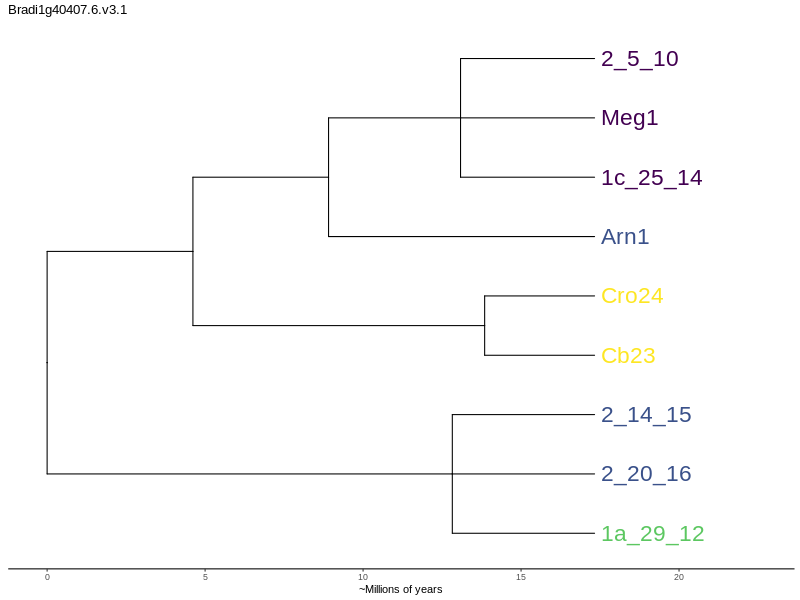 Bradi1g40407.6.v3.1
2_5_10
Meg1
1c_25_14
Arn1
Cro24
Cb23
2_14_15
2_20_16
1a_29_12
0 5 10 15 20
~Millions of years